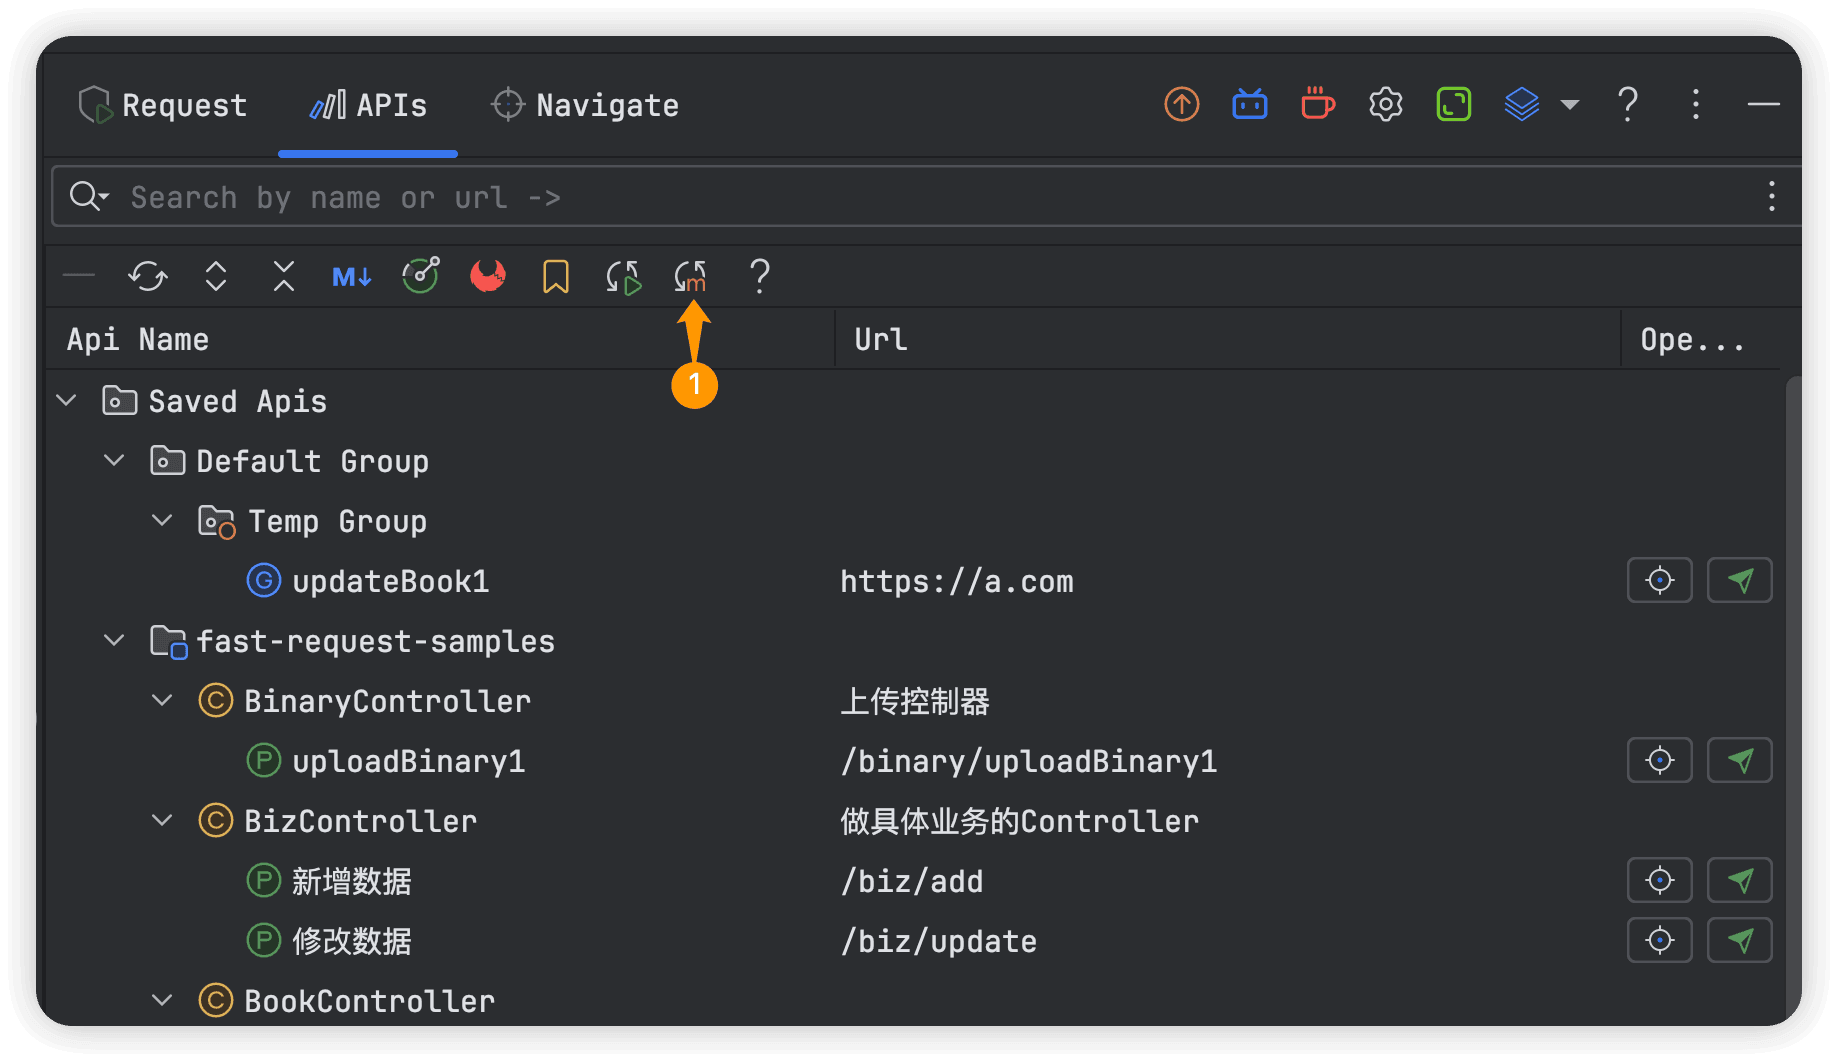 Request APIs Navigate
Search by name or url ->
M↓ m
Api Name Url Ope...
1
Saved Apis
Default Group
Temp Group
G updateBook1 https://a.com
fast-request-samples
C BinaryController 上传控制器
P uploadBinary1 /binary/uploadBinary1
C BizController 做具体业务的Controller
P 新增数据 /biz/add
P 修改数据 /biz/update
C BookController